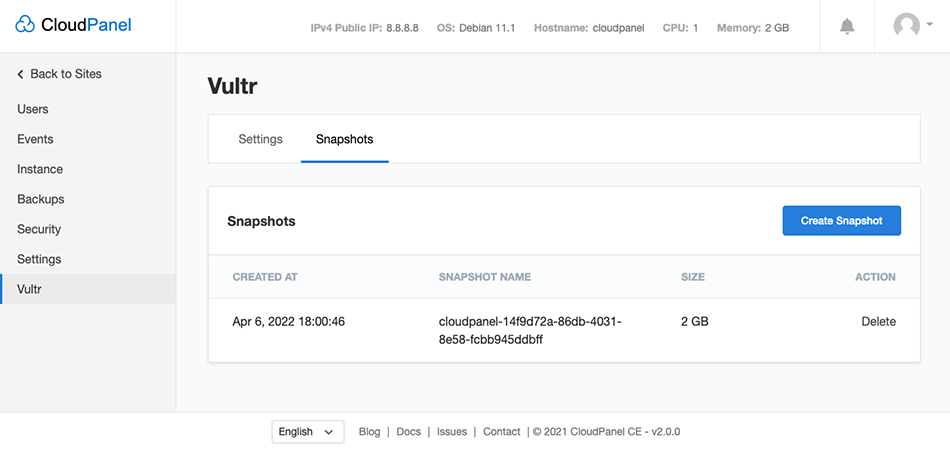 CloudPanel
IPv4 Public IP: 8.8.8.8 OS: Debian 11.1 Hostname: cloudpanel CPU: 1 Memory: 2 GB
Back to Sites
Users
Events
Instance
Backups
Security
Settings
Vultr
Vultr
Settings Snapshots
Snapshots
Create Snapshot
CREATED AT SNAPSHOT NAME SIZE ACTION
Apr 6, 2022 18:00:46 cloudpanel-14f9d72a-86db-4031- 2 GB Delete
8e58-fcbb945ddbff
English Blog | Docs | Issues | Contact | © 2021 CloudPanel CE - v2.0.0